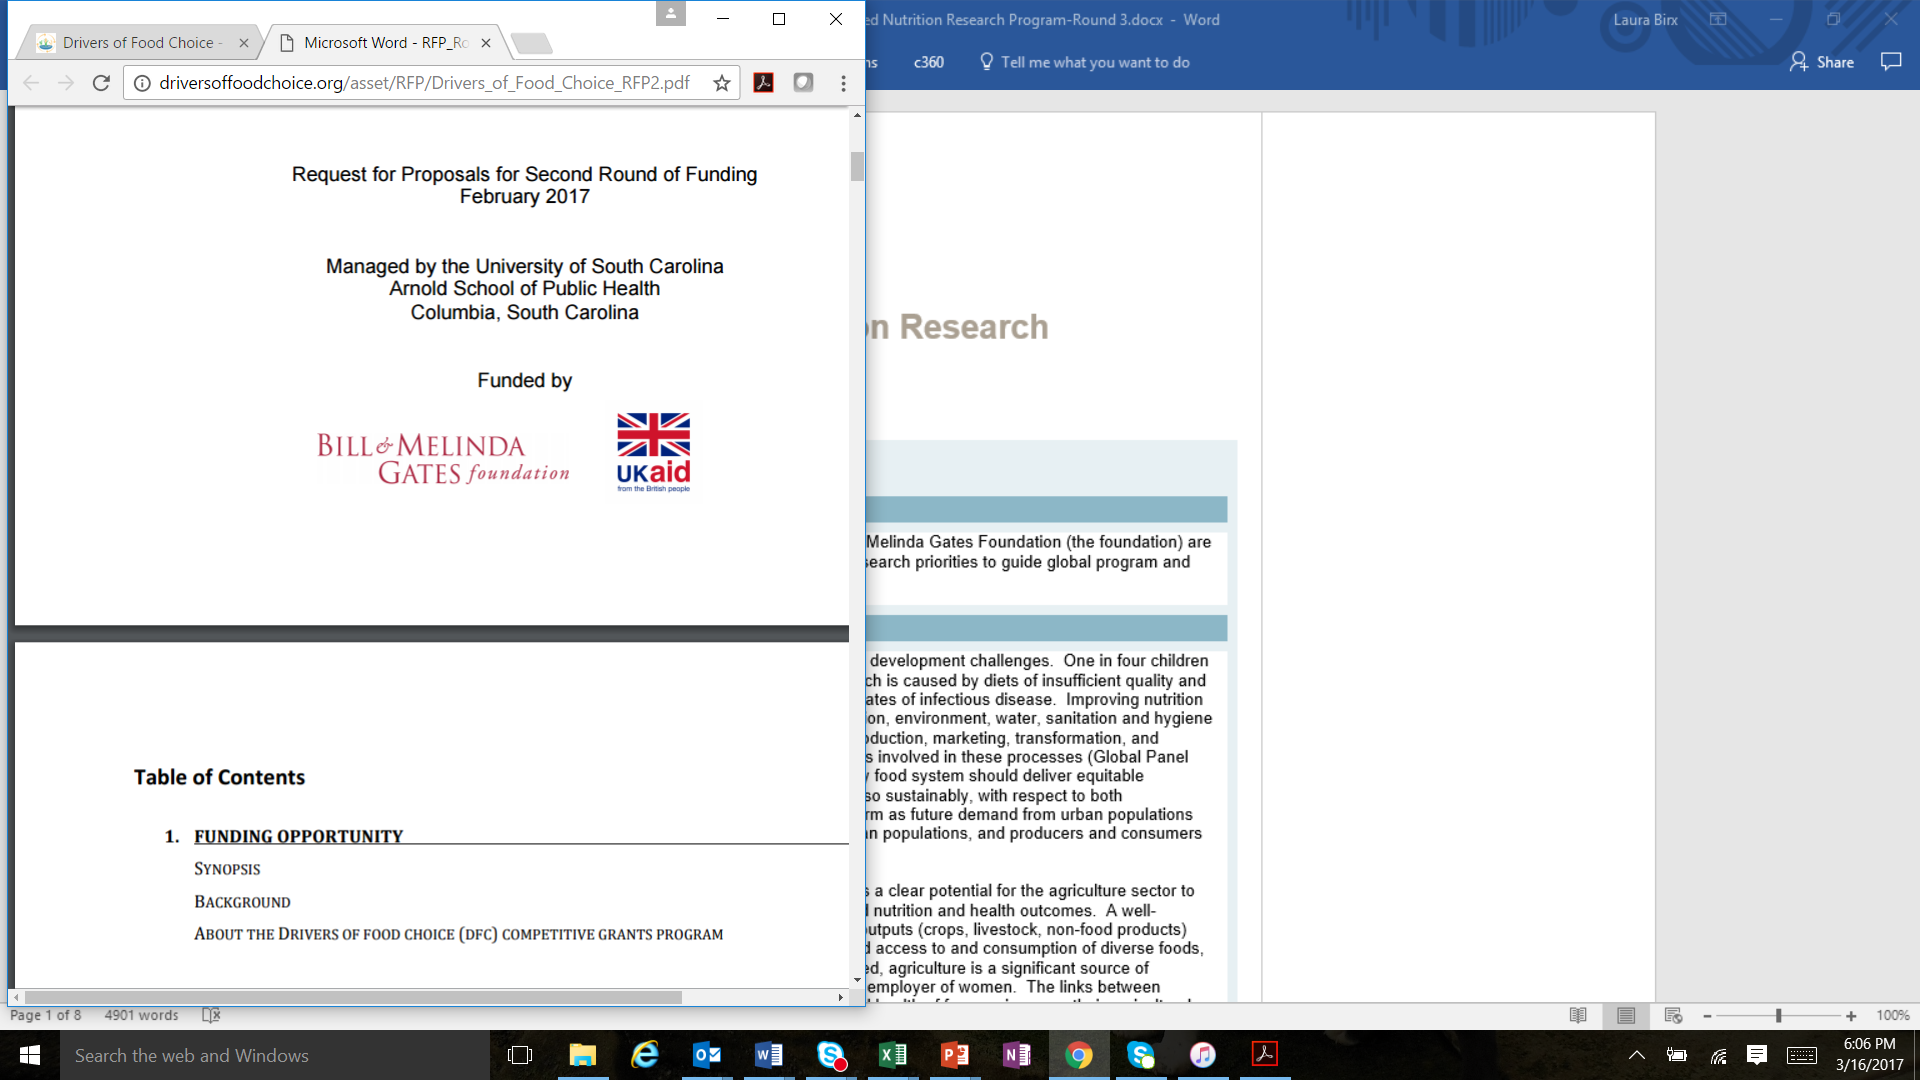 Drivers of Food Choice -
Microsoft Word - RFP_Ro
driversoffoodchoice.org/asset/RFP/Drivers_of_Food_Choice_RFP2.pdf
Request for Proposals for Second Round of Funding
February 2017
Managed by the University of South Carolina
Arnold School of Public Health
Columbia, South Carolina
Funded by
BILL & MELINDA
GATES foundation
UKaid
from the British people
Table of Contents
1. FUNDING OPPORTUNITY
SYNOPSIS
BACKGROUND
ABOUT THE DRIVERS OF FOOD CHOICE (DFC) COMPETITIVE GRANTS PROGRAM
ed Nutrition Research Program-Round 3.docx - Word
Laura Birx
ns
c360
Tell me what you want to do
Share
on Research
Melinda Gates Foundation (the foundation) are
search priorities to guide global program and
development challenges. One in four children
ch is caused by diets of insufficient quality and
ates of infectious disease. Improving nutrition
on, environment, water, sanitation and hygiene
oduction, marketing, transformation, and
s involved in these processes (Global Panel
y food system should deliver equitable
so sustainably, with respect to both
rm as future demand from urban populations
an populations, and producers and consumers
s a clear potential for the agriculture sector to
d nutrition and health outcomes. A well-
utputs (crops, livestock, non-food products)
d access to and consumption of diverse foods,
ed, agriculture is a significant source of
employer of women. The links between
Page 1 of 8
4901 words
100%
Search the web and Windows
6:06 PM
3/16/2017